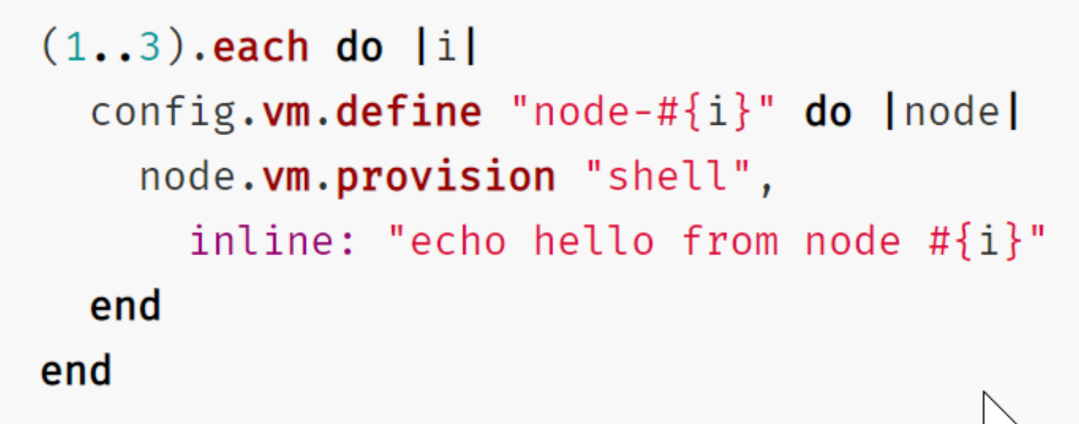 (1..3).each do |i|
  config.vm.define "node-#{i}" do |node|
    node.vm.provision "shell",
      inline: "echo hello from node #{i}"
  end
end